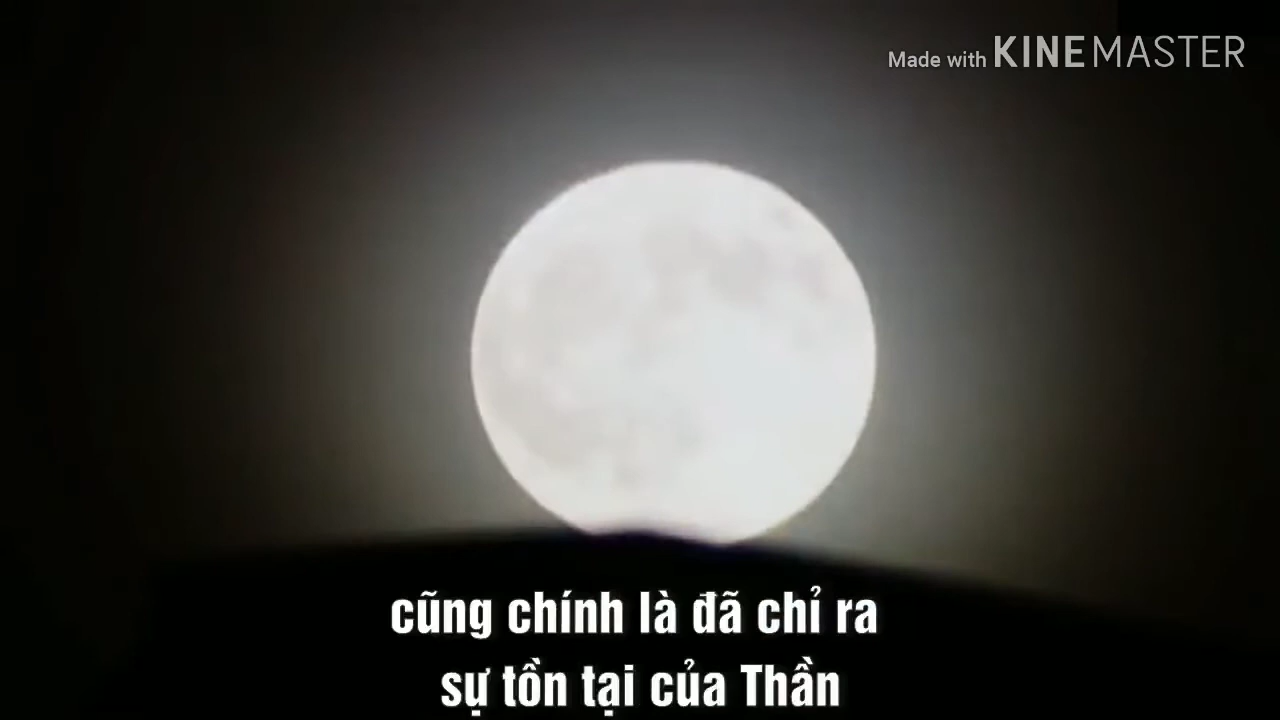 Made with KINEMASTER
cũng chính là đã chỉ ra
sự tồn tại của Thần